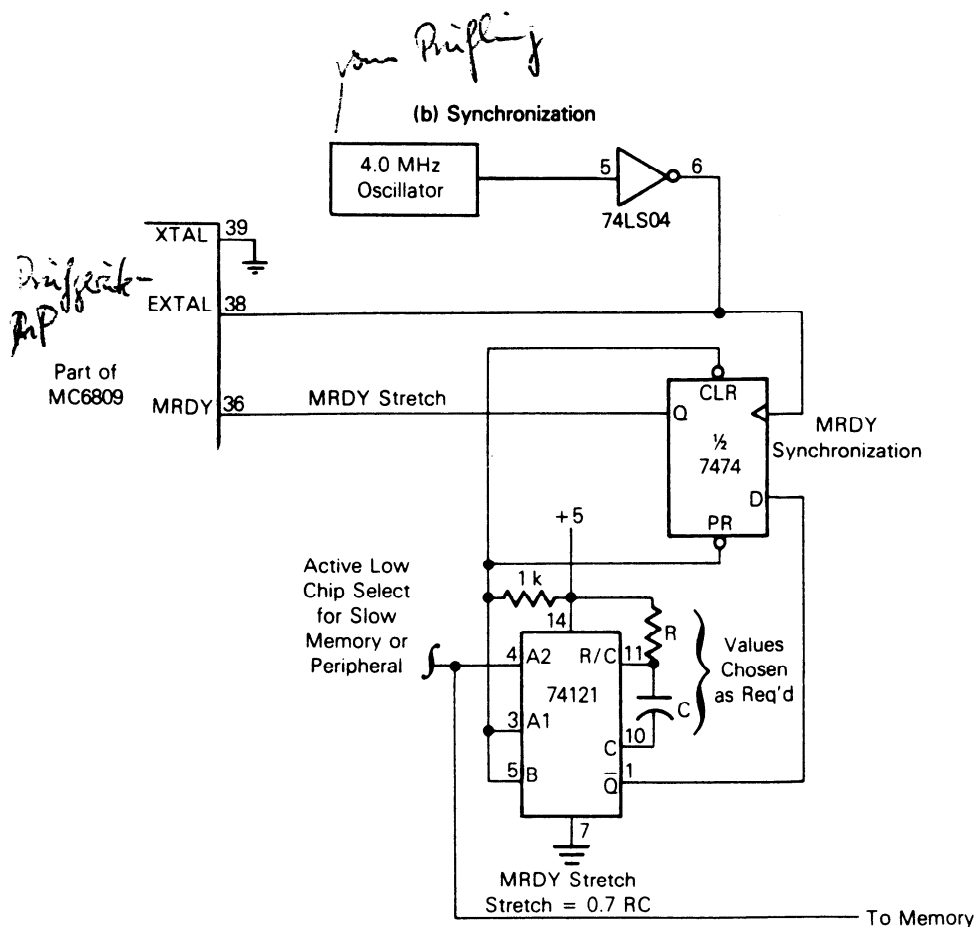 vom Prüfling
(b) Synchronization
4.0 MHz
Oscillator
5
6
74LS04
XTAL
39
Prüfgerät-
µP
EXTAL
38
Part of
MC6809
MRDY
36
MRDY Stretch
CLR
Q
½
7474
D
PR
MRDY
Synchronization
+5
Active Low
Chip Select
for Slow
Memory or
Peripheral
1 k
14
R
4
A2
R/C
11
74121
C
Values
Chosen
as Req'd
3
A1
10
C
5
B
Q̅
1
7
MRDY Stretch
Stretch = 0.7 RC
To Memory